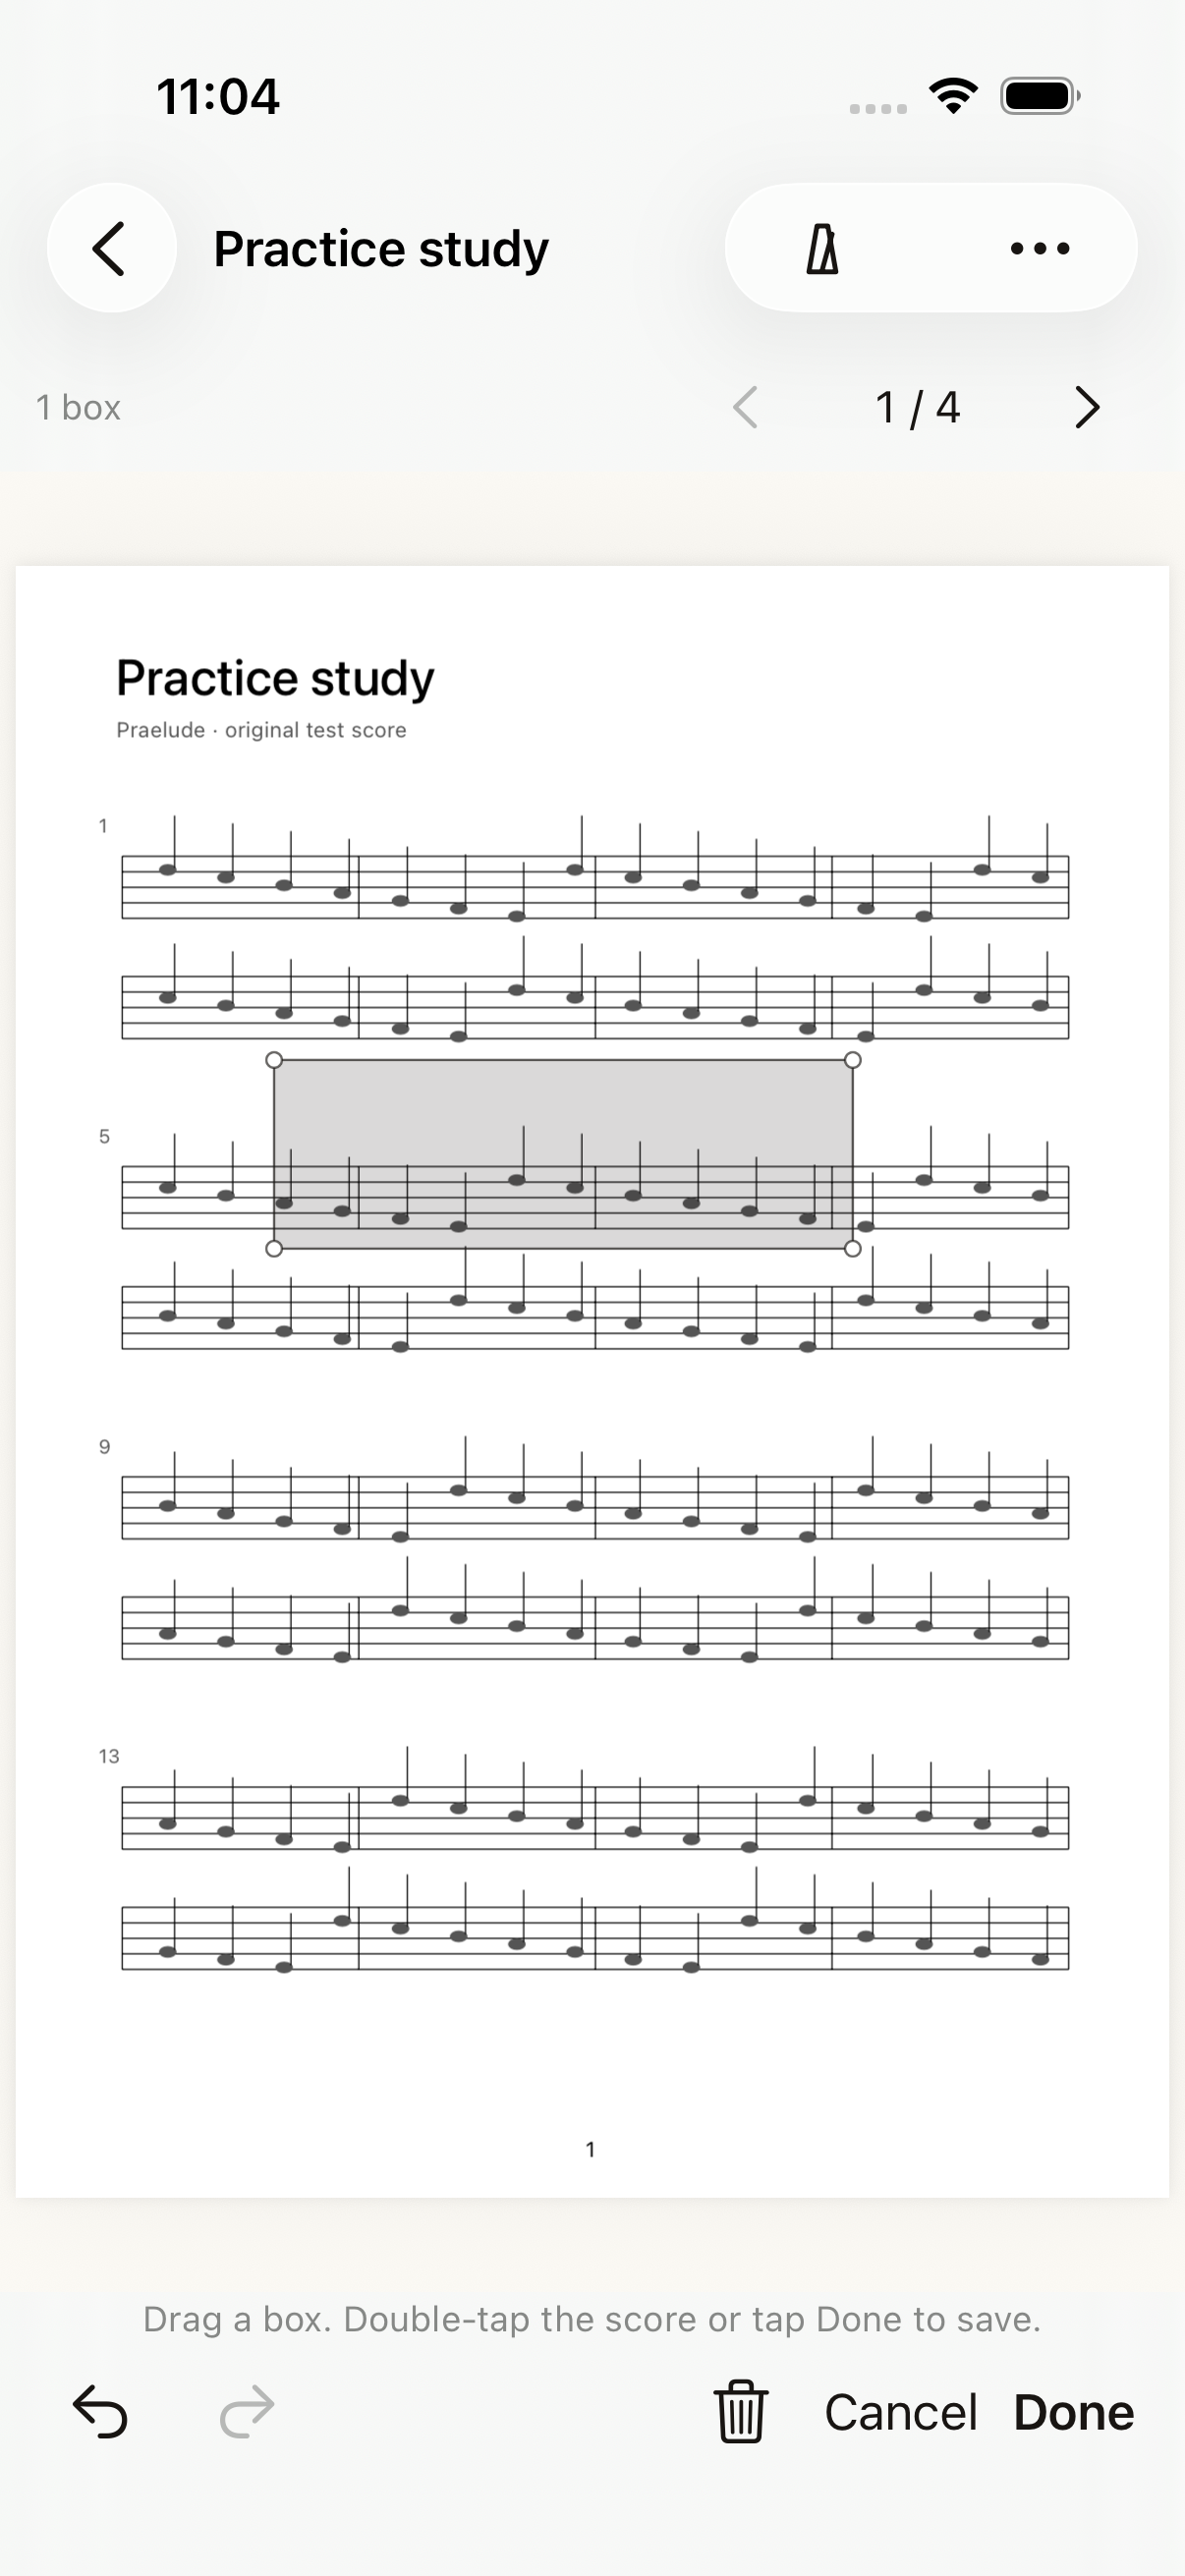 11:04
Practice study
1 box
1 / 4
Practice study
Praelude · original test score
1
5
9
13
1
Drag a box. Double-tap the score or tap Done to save.
Cancel Done